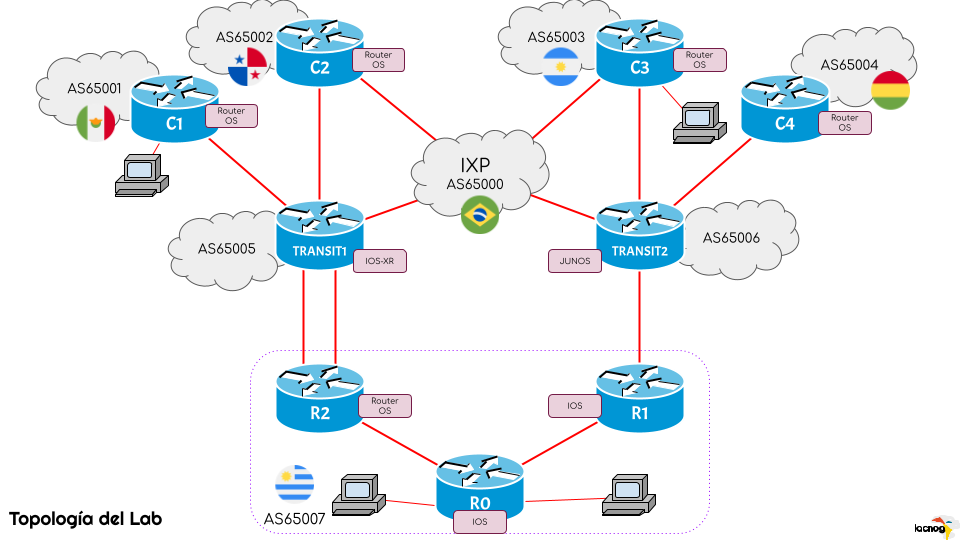 AS65002
C2
Router
OS
AS65003
C3
Router
OS
AS65004
C4
Router
OS
AS65001
C1
Router
OS
IXP
AS65000
AS65005
TRANSIT1
IOS-XR
TRANSIT2
JUNOS
AS65006
R2
Router
OS
IOS
R1
R0
IOS
AS65007
Topología del Lab
lacnog